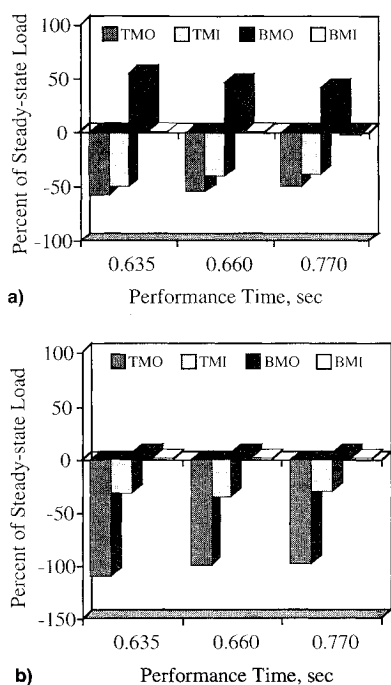 100
TMO TMI BMO BMI
50
0
-50
-100
Percent of Steady-state Load
0.635 0.660 0.770
a)
Performance Time, sec
100
TMO TMI BMO BMI
50
0
-50
-100
-150
Percent of Steady-state Load
0.635 0.660 0.770
b)
Performance Time, sec